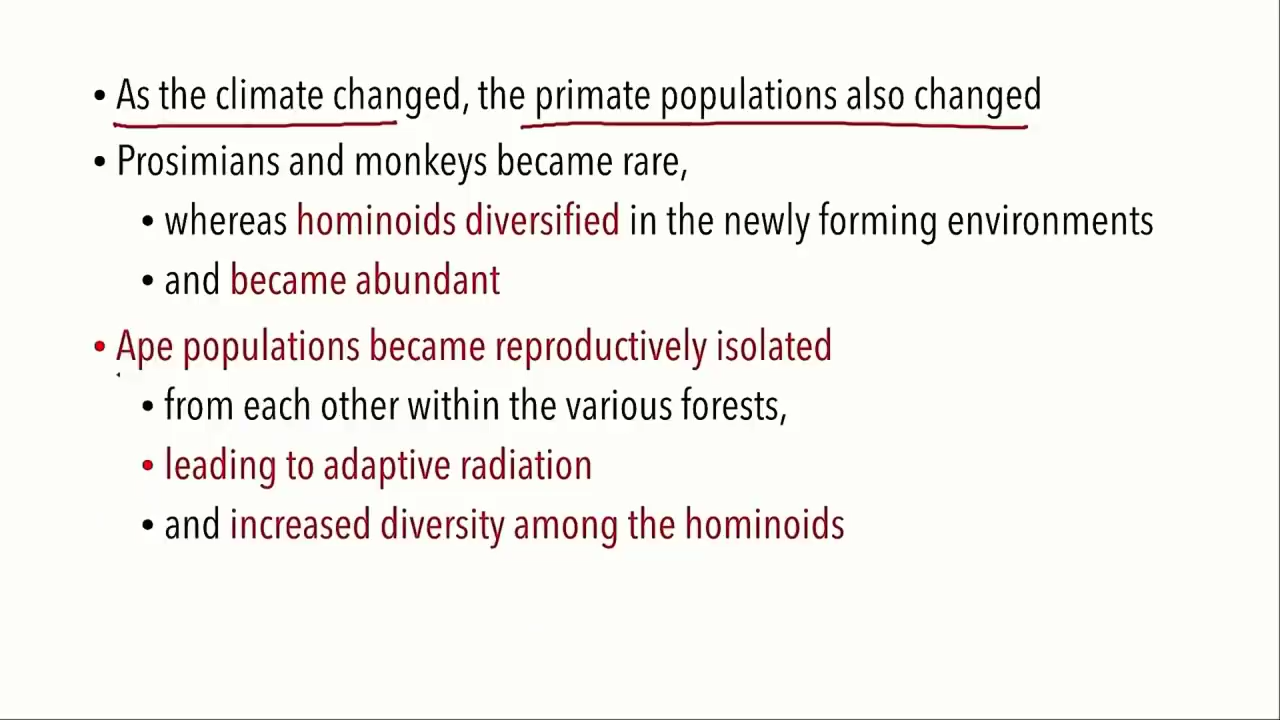 • As the climate changed, the primate populations also changed
• Prosimians and monkeys became rare,
• whereas hominoids diversified in the newly forming environments
• and became abundant
• Ape populations became reproductively isolated
• from each other within the various forests,
• leading to adaptive radiation
• and increased diversity among the hominoids